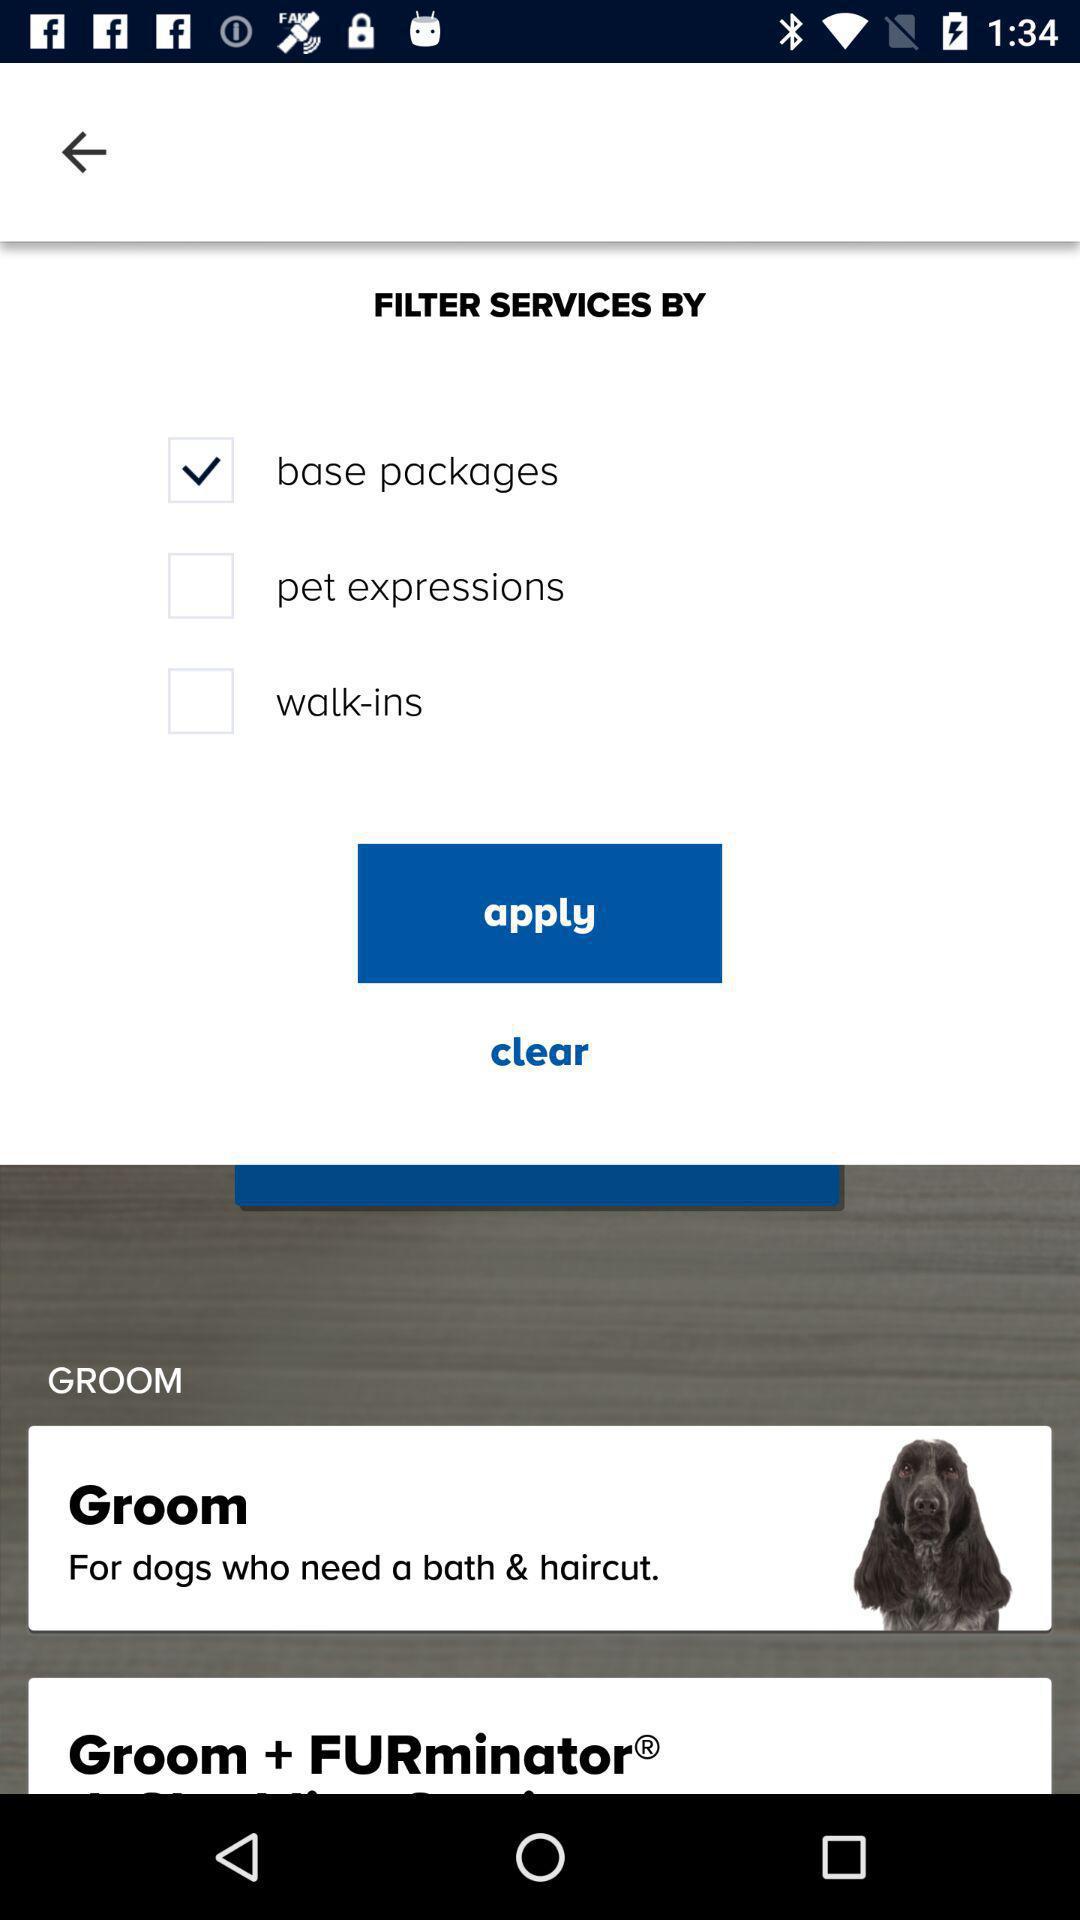 FAKE
1:34
FILTER SERVICES BY
base packages
pet expressions
walk-ins
apply
clear
GROOM
Groom
For dogs who need a bath & haircut.
Groom + FURminator®